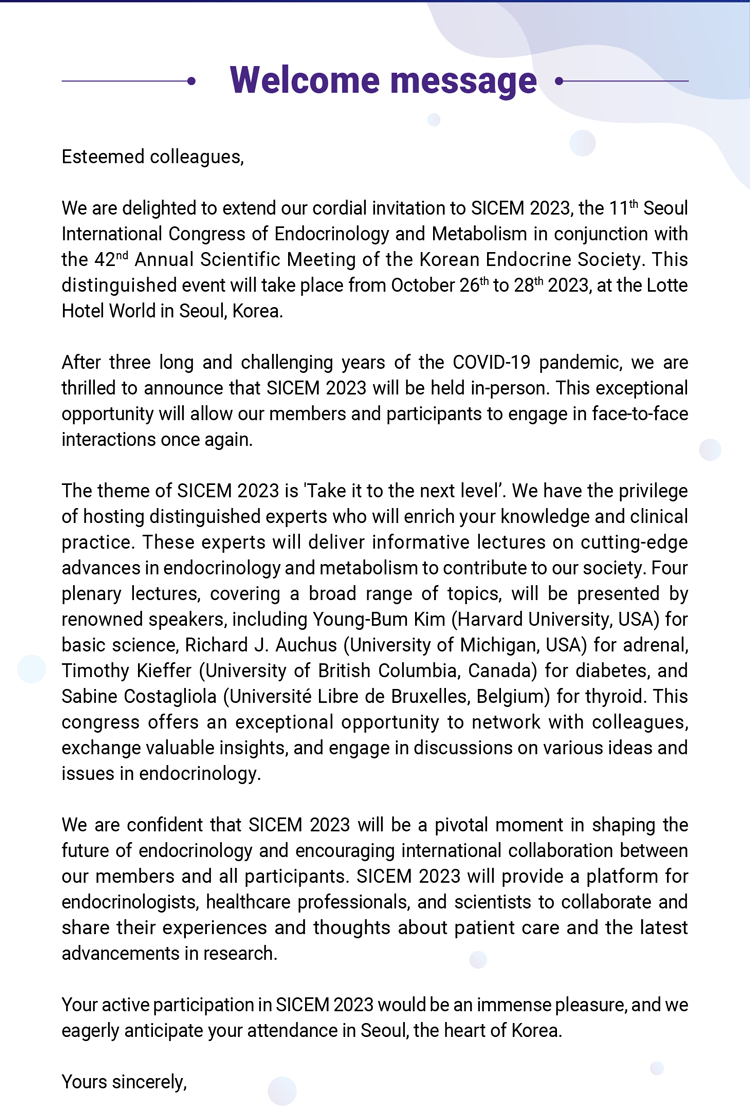 Welcome message
Esteemed colleagues,
We are delighted to extend our cordial invitation to SICEM 2023, the 11th Seoul
International Congress of Endocrinology and Metabolism in conjunction with
the 42nd Annual Scientific Meeting of the Korean Endocrine Society. This
distinguished event will take place from October 26th to 28th 2023, at the Lotte
Hotel World in Seoul, Korea.
After three long and challenging years of the COVID-19 pandemic, we are
thrilled to announce that SICEM 2023 will be held in-person. This exceptional
opportunity will allow our members and participants to engage in face-to-face
interactions once again.
The theme of SICEM 2023 is 'Take it to the next level’. We have the privilege
of hosting distinguished experts who will enrich your knowledge and clinical
practice. These experts will deliver informative lectures on cutting-edge
advances in endocrinology and metabolism to contribute to our society. Four
plenary lectures, covering a broad range of topics, will be presented by
renowned speakers, including Young-Bum Kim (Harvard University, USA) for
basic science, Richard J. Auchus (University of Michigan, USA) for adrenal,
Timothy Kieffer (University of British Columbia, Canada) for diabetes, and
Sabine Costagliola (Université Libre de Bruxelles, Belgium) for thyroid. This
congress offers an exceptional opportunity to network with colleagues,
exchange valuable insights, and engage in discussions on various ideas and
issues in endocrinology.
We are confident that SICEM 2023 will be a pivotal moment in shaping the
future of endocrinology and encouraging international collaboration between
our members and all participants. SICEM 2023 will provide a platform for
endocrinologists, healthcare professionals, and scientists to collaborate and
share their experiences and thoughts about patient care and the latest
advancements in research.
Your active participation in SICEM 2023 would be an immense pleasure, and we
eagerly anticipate your attendance in Seoul, the heart of Korea.
Yours sincerely,